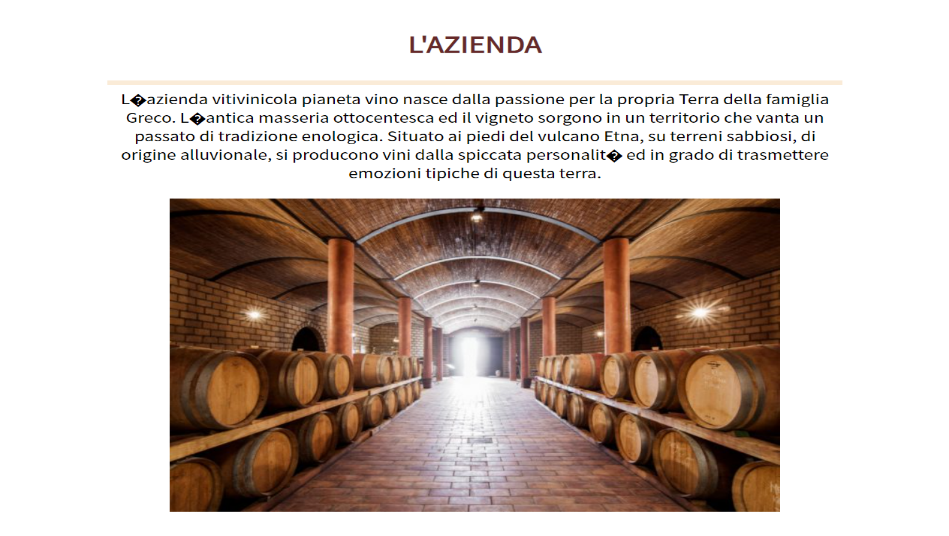 L'AZIENDA
L�azienda vitivinicola pianeta vino nasce dalla passione per la propria Terra della famiglia
Greco. L�antica masseria ottocentesca ed il vigneto sorgono in un territorio che vanta un
passato di tradizione enologica. Situato ai piedi del vulcano Etna, su terreni sabbiosi, di
origine alluvionale, si producono vini dalla spiccata personalit� ed in grado di trasmettere
emozioni tipiche di questa terra.